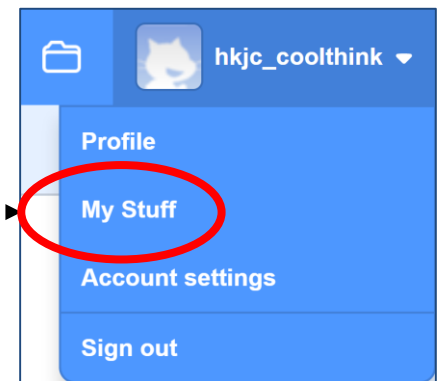 hkjc_coolthink
Profile
My Stuff
Account settings
Sign out